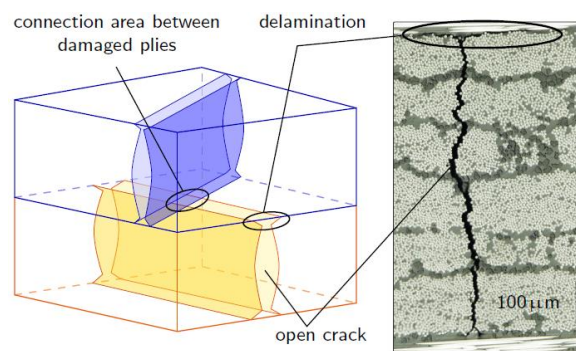 connection area between
damaged plies
delamination
100µm
open crack